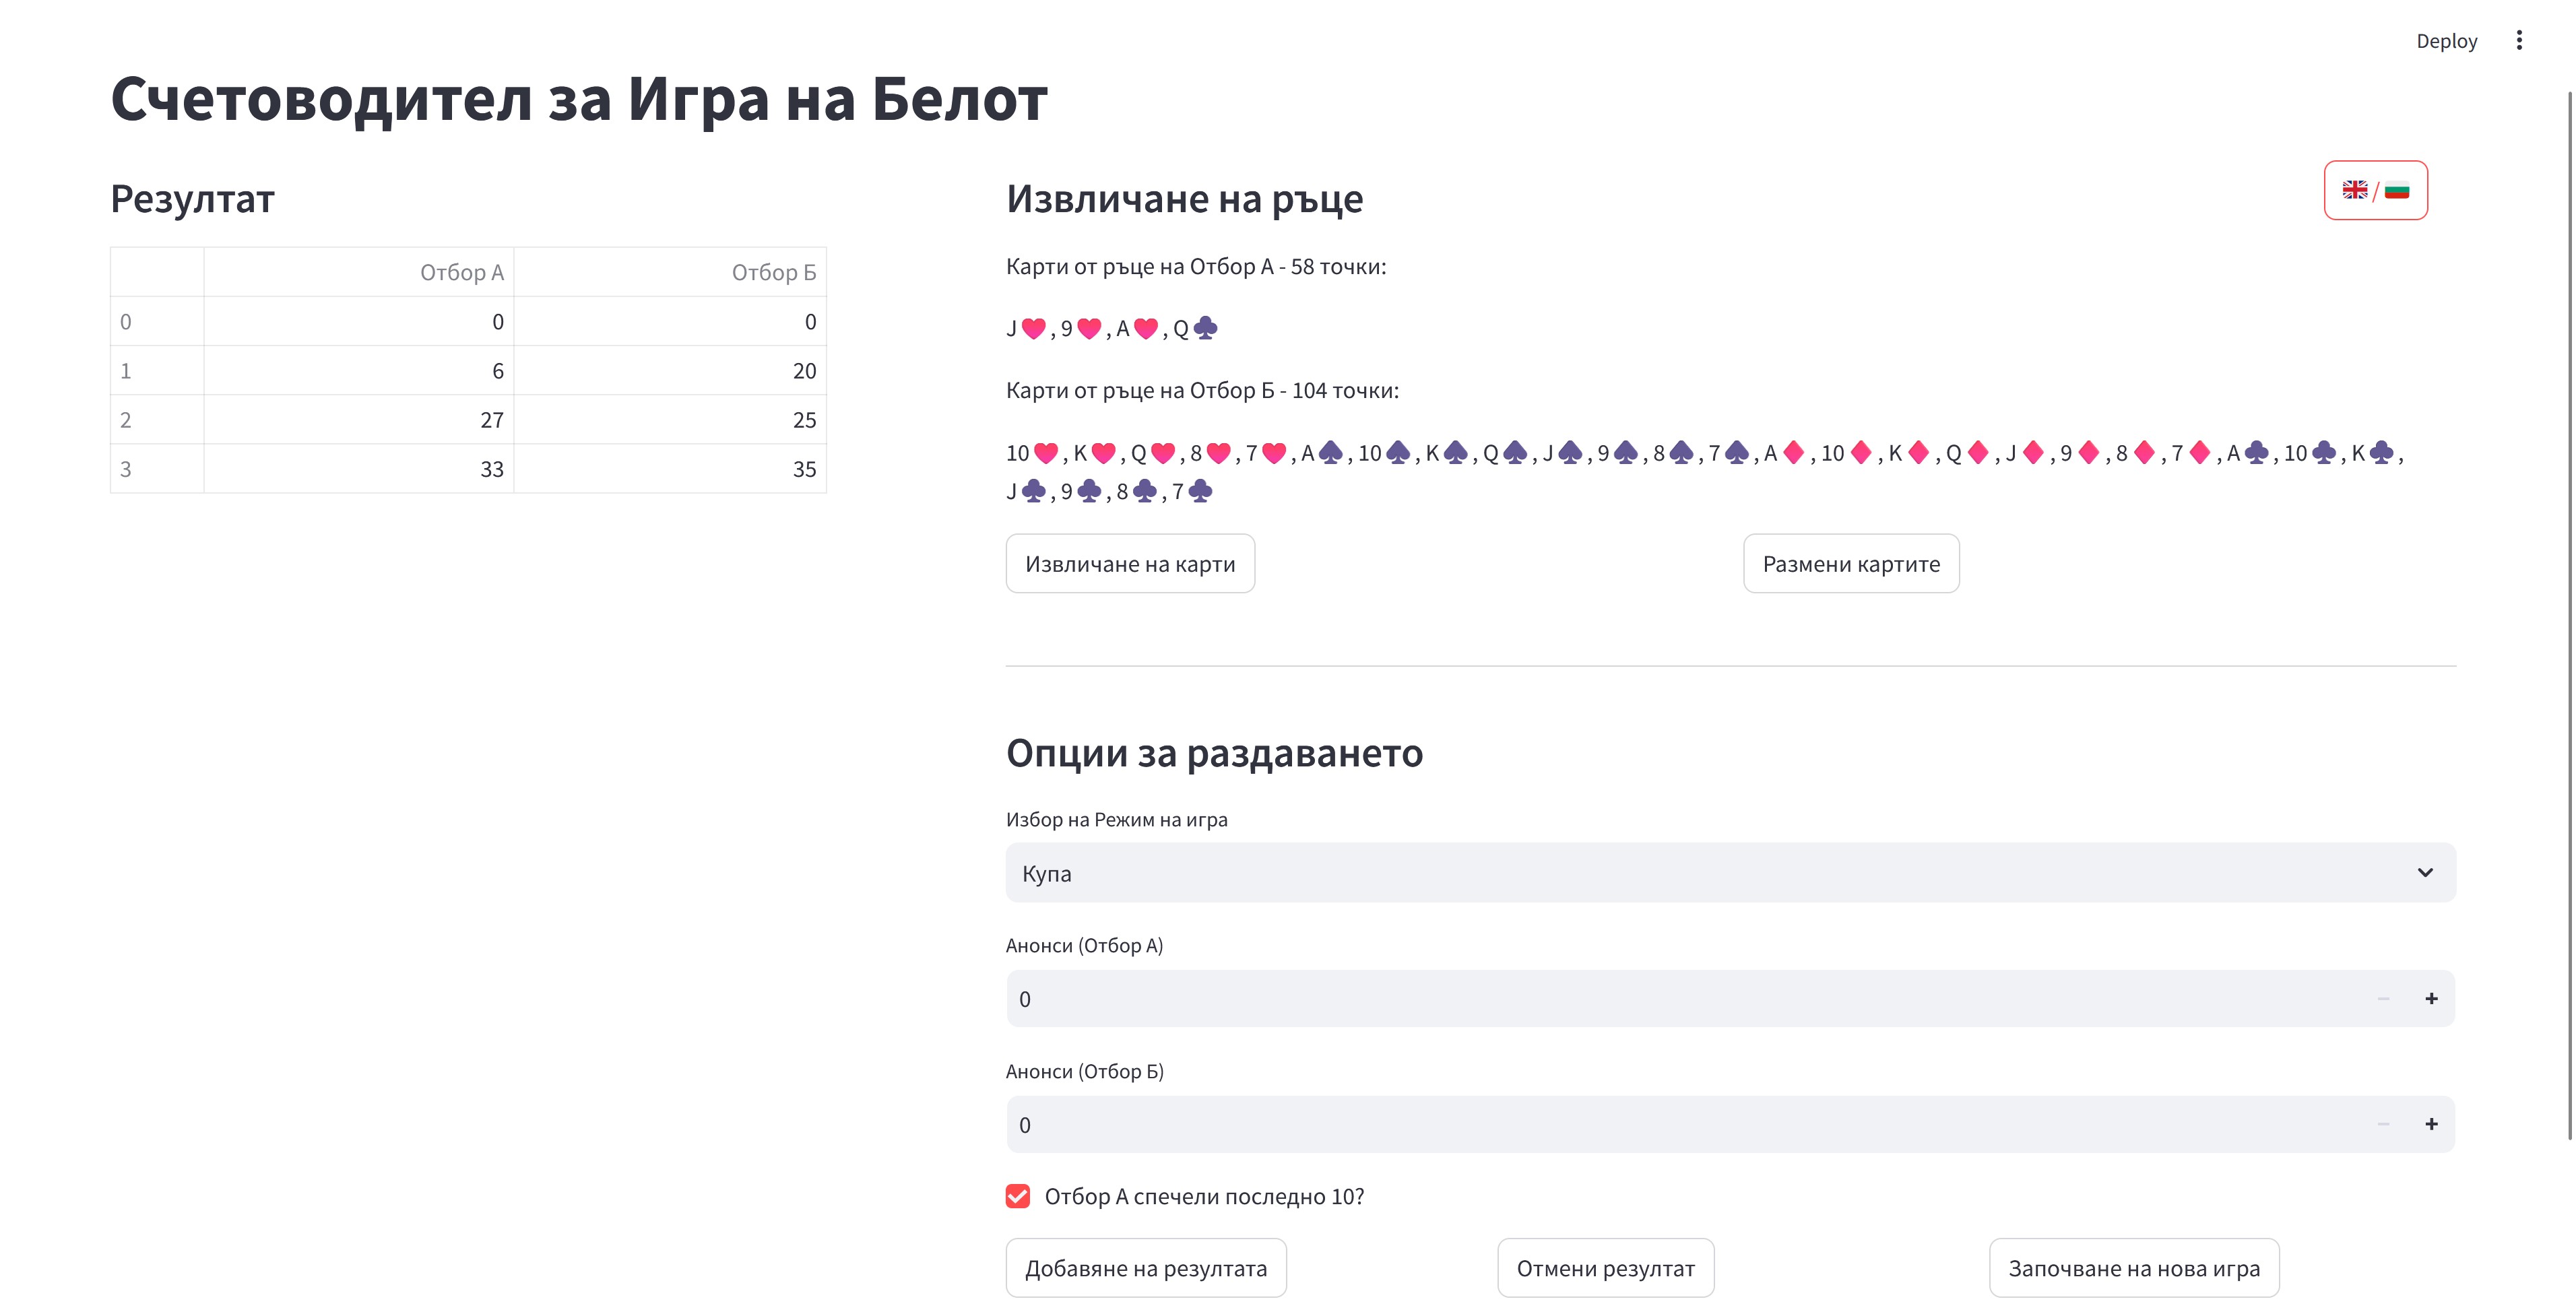 Deploy
Счетоводител за Игра на Белот
Резултат
Отбор А Отбор Б
0 0 0
1 6 20
2 27 25
3 33 35
Извличане на ръце
🇬🇧/🇧🇬
Карти от ръце на Отбор А - 58 точки:
J♥, 9♥, A♥, Q♣
Карти от ръце на Отбор Б - 104 точки:
10♥, K♥, Q♥, 8♥, 7♥, A♠, 10♠, K♠, Q♠, J♠, 9♠, 8♠, 7♠, A♦, 10♦, K♦, Q♦, J♦, 9♦, 8♦, 7♦, A♣, 10♣, K♣,
J♣, 9♣, 8♣, 7♣
Извличане на карти
Размени картите
Опции за раздаването
Избор на Режим на игра
Купа
Анонси (Отбор А)
0 − +
Анонси (Отбор Б)
0 − +
Отбор А спечели последно 10?
Добавяне на резултата
Отмени резултат
Започване на нова игра